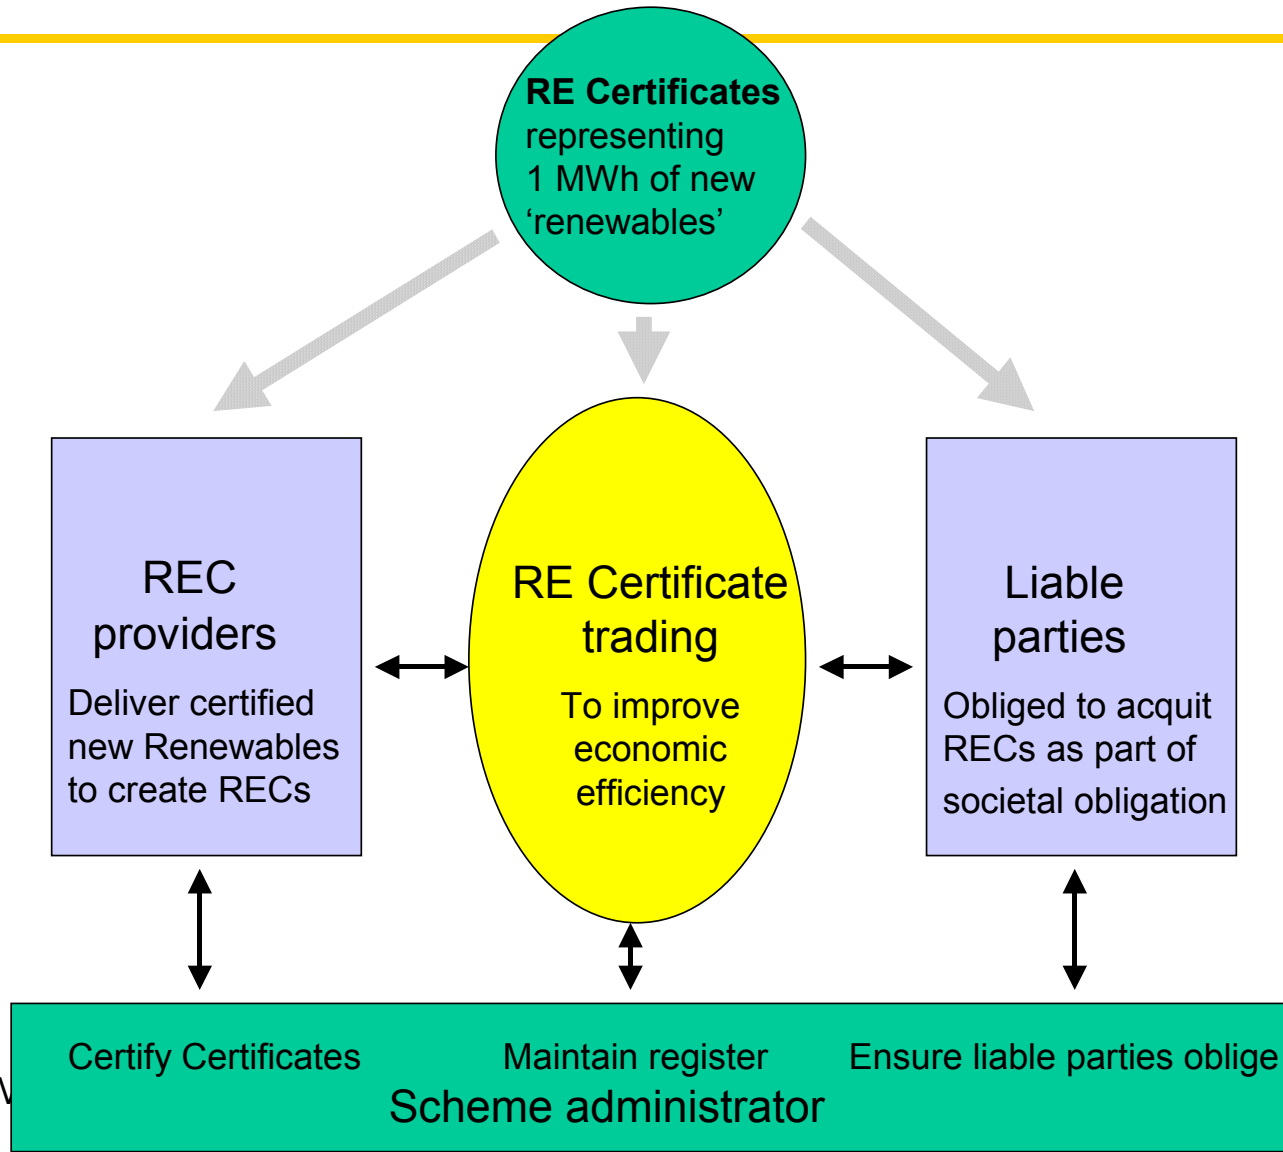 RE Certificates
representing
1 MWh of new
‘renewables’
REC
providers
Deliver certified
new Renewables
to create RECs
RE Certificate
trading
To improve
economic
efficiency
Liable
parties
Obliged to acquit
RECs as part of
societal obligation
Certify Certificates
Maintain register
Ensure liable parties oblige
Scheme administrator